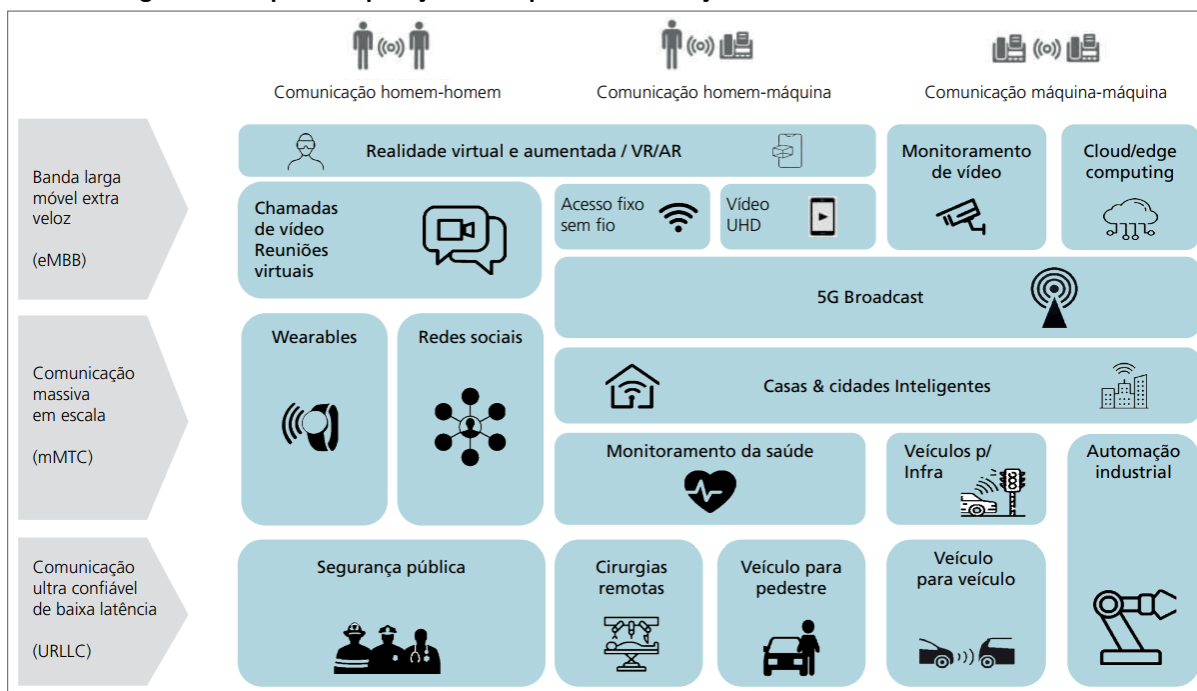 Comunicação homem-homem
Comunicação homem-máquina
Comunicação máquina-máquina
Banda larga
móvel extra
veloz
(eMBB)
Realidade virtual e aumentada / VR/AR
Monitoramento
de vídeo
Cloud/edge
computing
Chamadas
de vídeo
Reuniões
virtuais
Acesso fixo
sem fio
Vídeo
UHD
5G Broadcast
Comunicação
massiva
em escala
(mMTC)
Wearables
Redes sociais
Casas & cidades Inteligentes
Monitoramento da saúde
Veículos p/
Infra
Automação
industrial
Comunicação
ultra confiável
de baixa latência
(URLLC)
Segurança pública
Cirurgias
remotas
Veículo para
pedestre
Veículo
para veículo